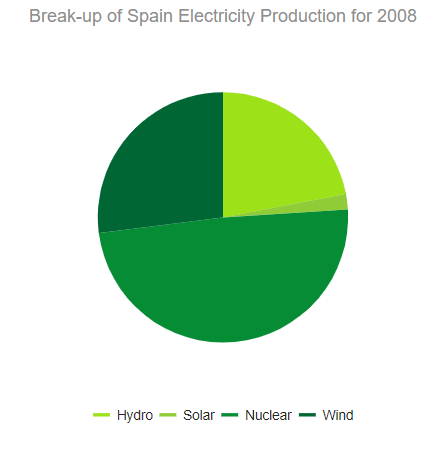 Break-up of Spain Electricity Production for 2008
Hydro Solar Nuclear Wind